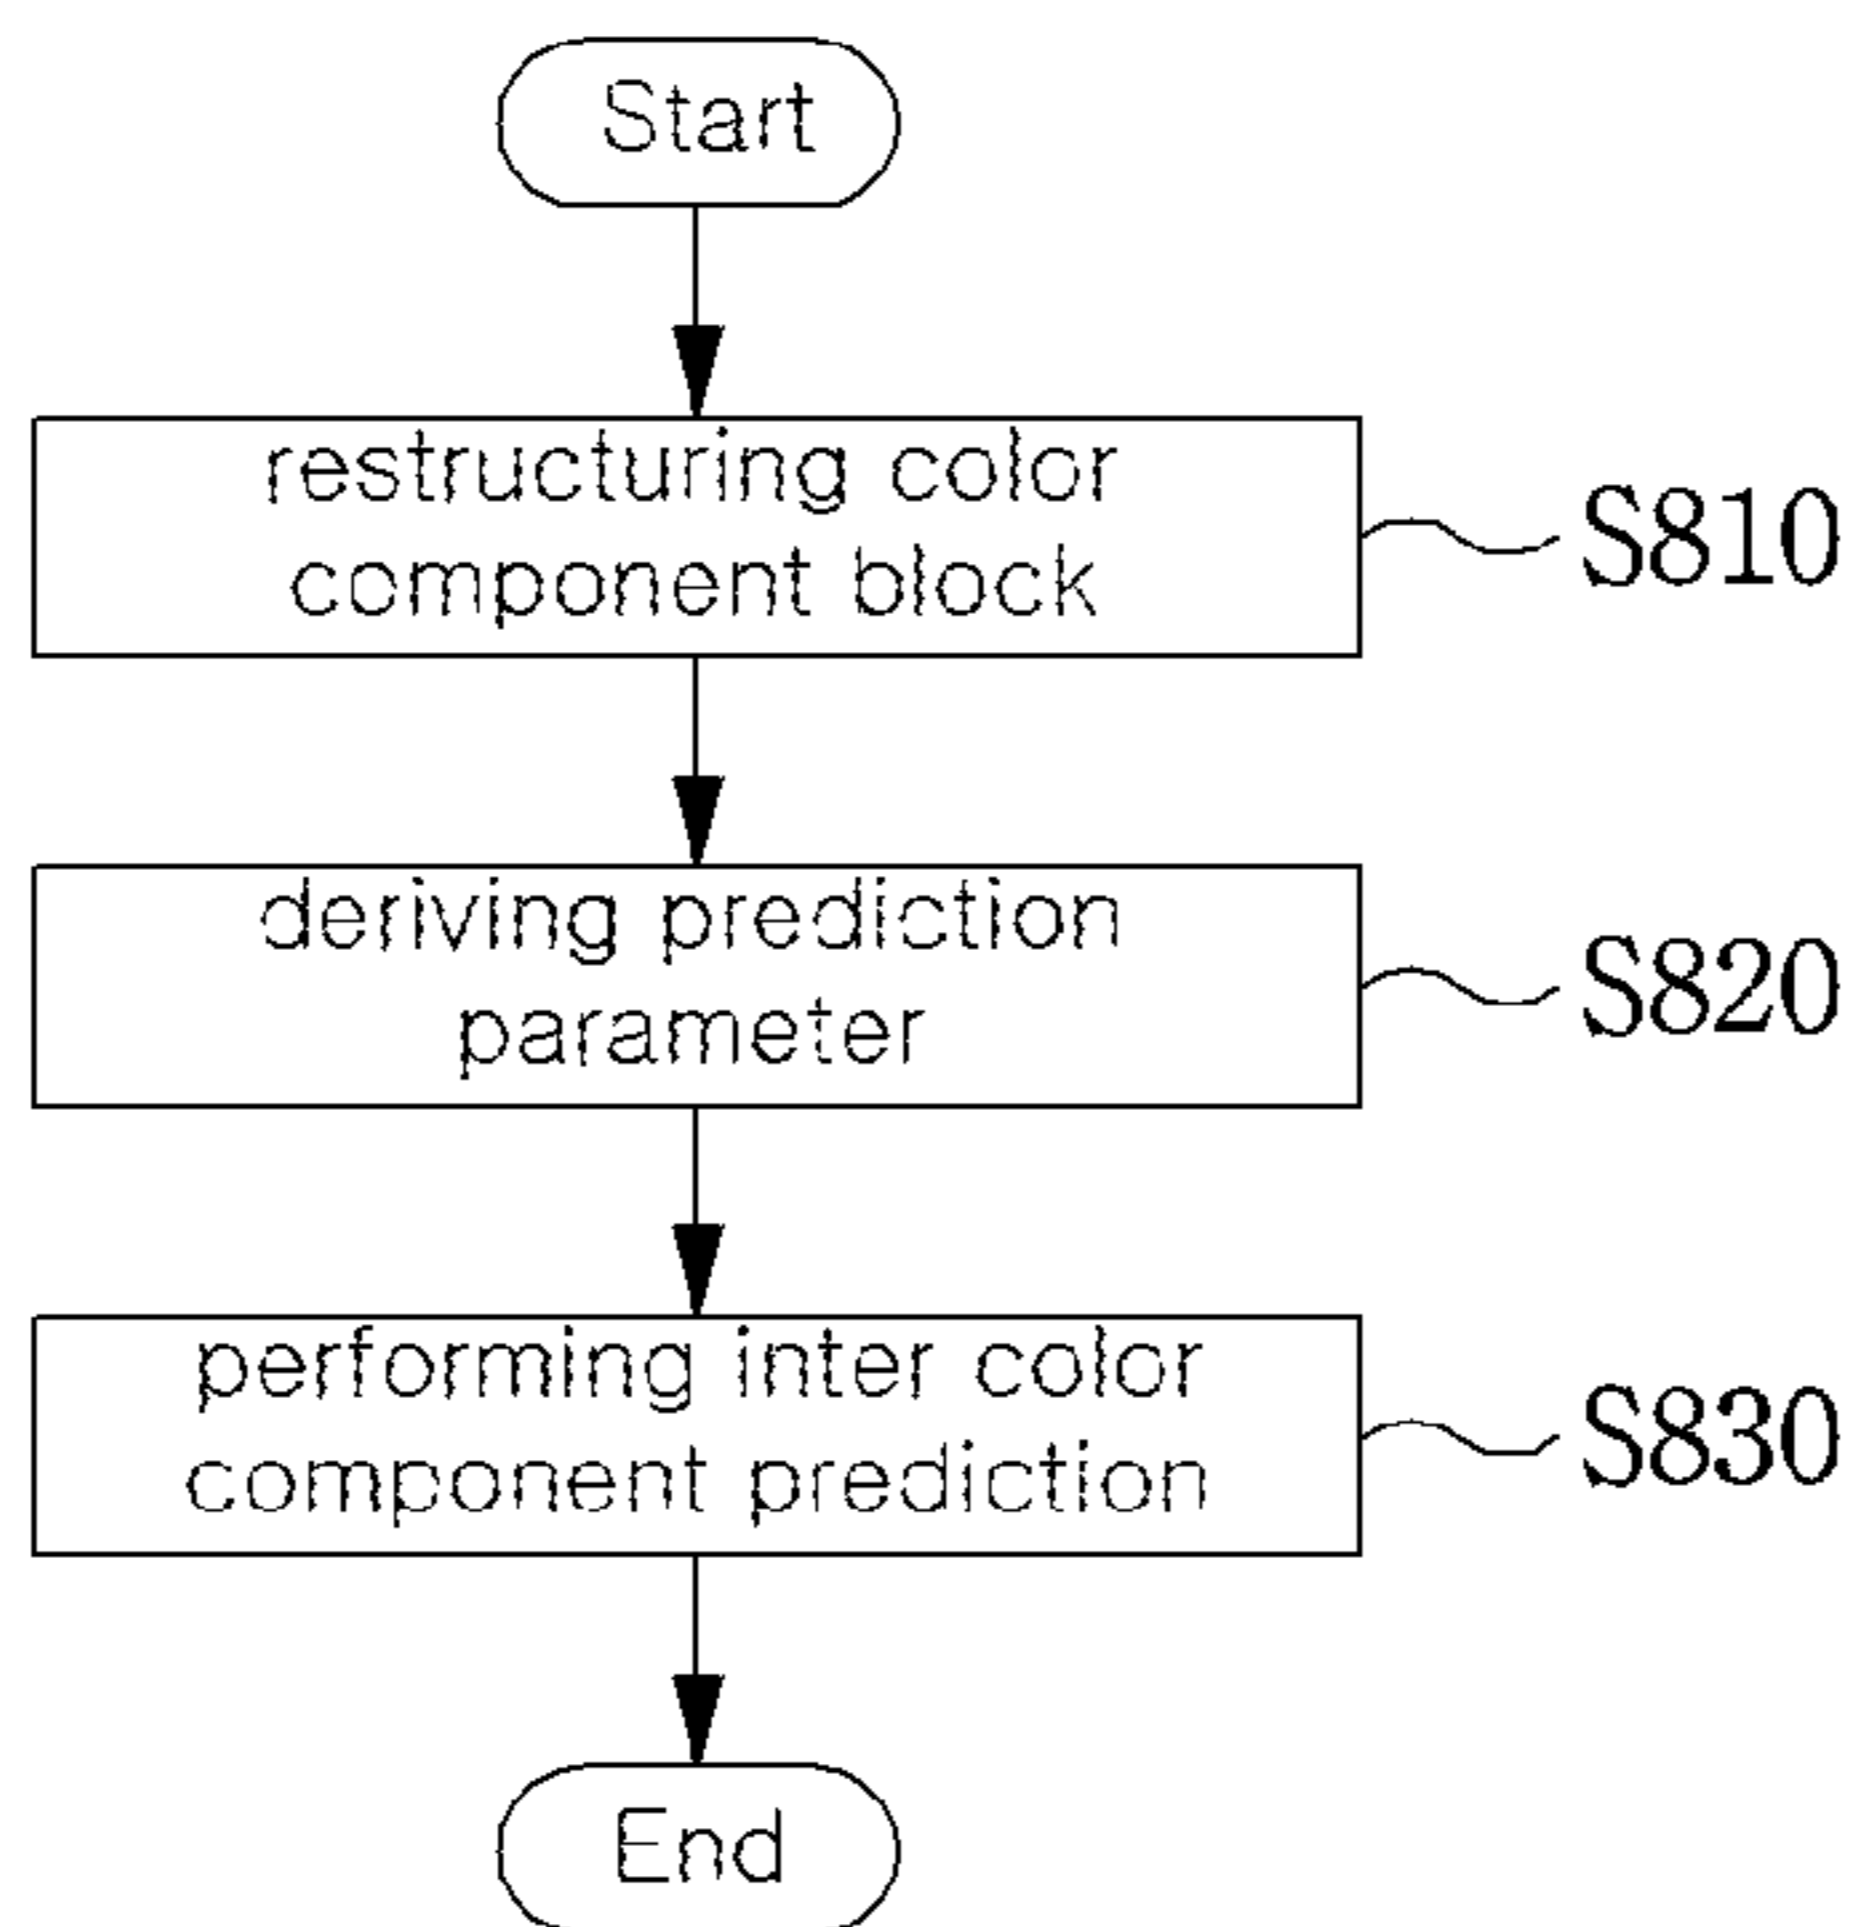 Start
restructuring color
component block
S810
deriving prediction
parameter
S820
performing inter color
component prediction
S830
End